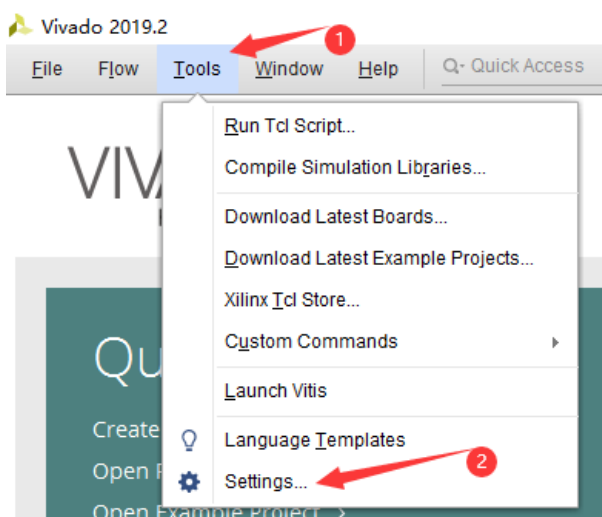 Vivado 2019.2
1
File Flow Tools Window Help Quick Access
Run Tcl Script...
Compile Simulation Libraries...
Download Latest Boards...
Download Latest Example Projects...
Xilinx Tcl Store...
Custom Commands
Launch Vitis
Language Templates
2
Settings...
VIV
Qu
Create
Open
Open Example Project >